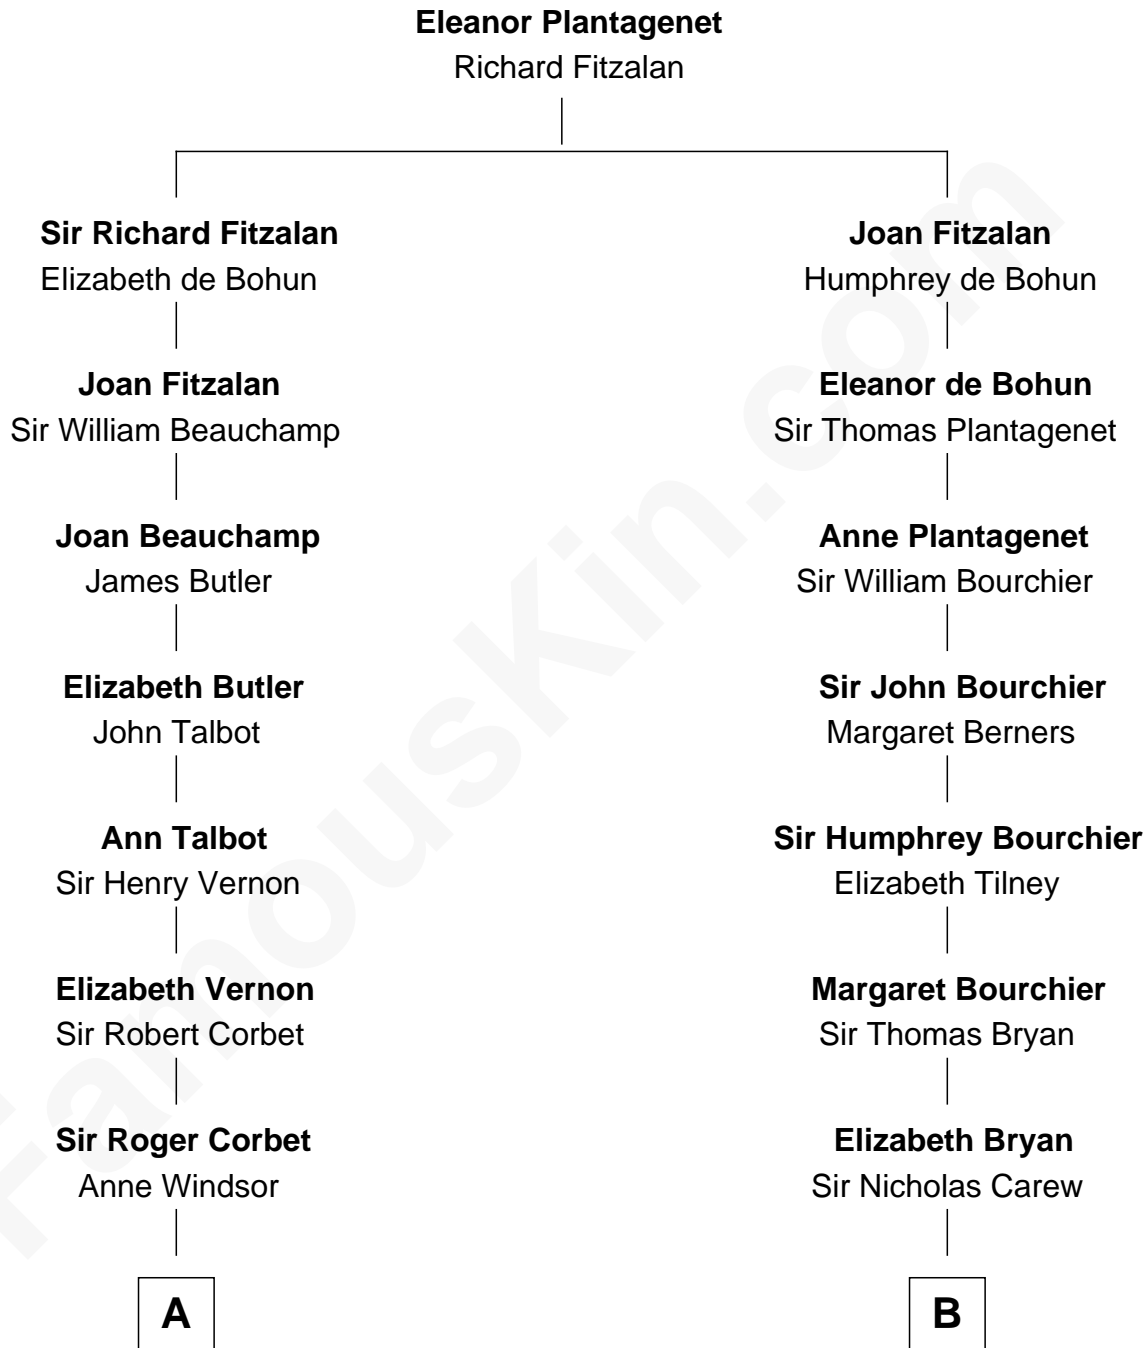 Eleanor Plantagenet
Richard Fitzalan
Sir Richard Fitzalan
Elizabeth de Bohun
Joan Fitzalan
Sir William Beauchamp
Joan Beauchamp
James Butler
Elizabeth Butler
John Talbot
Ann Talbot
Sir Henry Vernon
Elizabeth Vernon
Sir Robert Corbet
Sir Roger Corbet
Anne Windsor
A
Joan Fitzalan
Humphrey de Bohun
Eleanor de Bohun
Sir Thomas Plantagenet
Anne Plantagenet
Sir William Bourchier
Sir John Bourchier
Margaret Berners
Sir Humphrey Bourchier
Elizabeth Tilney
Margaret Bourchier
Sir Thomas Bryan
Elizabeth Bryan
Sir Nicholas Carew
B
FamousKin.com